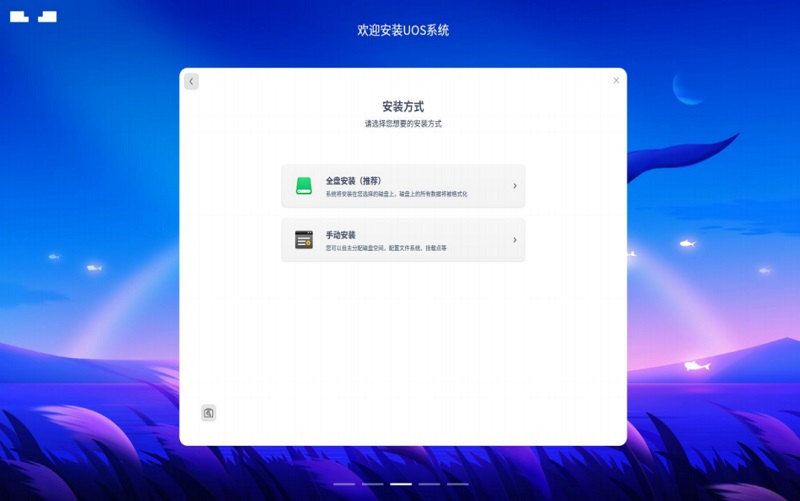 欢迎安装UOS系统
安装方式
请选择您想要的安装方式
全盘安装（推荐）
系统将安装在您选择的磁盘上，磁盘上的所有数据将被格式化
手动安装
您可以自主分配磁盘空间，配置文件系统、挂载点等